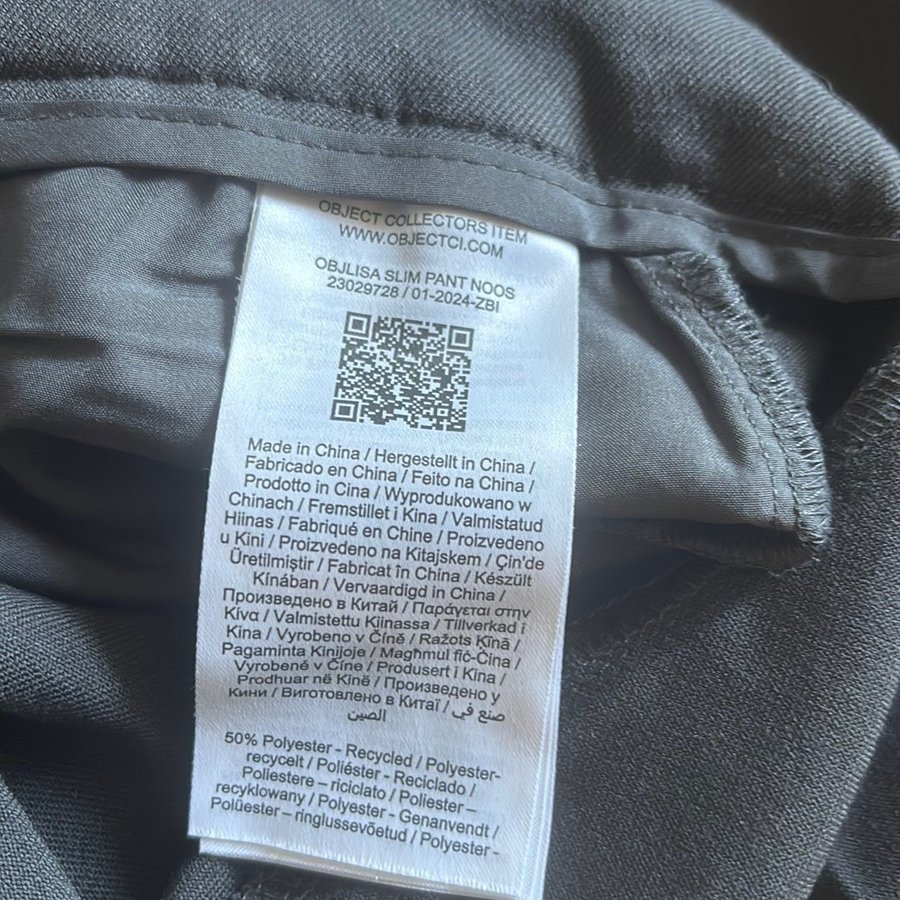 OBJECT COLLECTORS ITEM
WWW.OBJECTCI.COM
OBJLISA SLIM PANT NOOS
23029728 / 01-2024-ZBI
Made in China / Hergestellt in China /
Fabricado en China / Feito na China /
Prodotto in Cina / Wyprodukowano w
Chinach / Fremstillet i Kina / Valmistatud
Hiinas / Fabriqué en Chine / Proizvedeno
u Kini / Proizvedeno na Kitajskem / Çin'de
Üretilmiştir / Fabricat în China / Készült
Kínában / Vervaardigd in China /
Произведено в Китай / Παράγεται στην
Κίνα / Valmistettu Kiinassa / Tillverkad i
Kina / Vyrobeno v Číně / Ražots Ķīnā /
Pagaminta Kinijoje / Magħmul fiċ-Ċina /
Vyrobené v Číne / Produsert i Kina /
Prodhuar në Kinë / Произведено у
Кини / Виготовлено в Китаї / صنع في
الصين
50% Polyester - Recycled / Polyester-
recycelt / Poliéster - Reciclado /
Poliestere – riciclato / Poliester –
recyklowany / Polyester - Genanvendt /
Polüester – ringlussevõetud / Polyester -